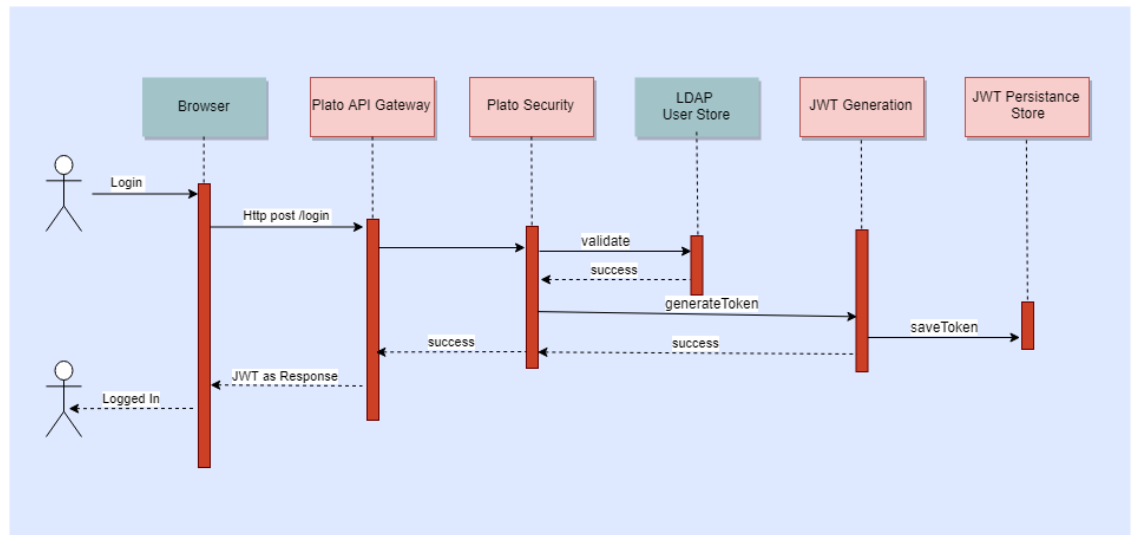 Browser
Plato API Gateway
Plato Security
LDAP
User Store
JWT Generation
JWT Persistance
Store
Login
Http post /login
validate
success
generateToken
saveToken
success
success
JWT as Response
Logged In